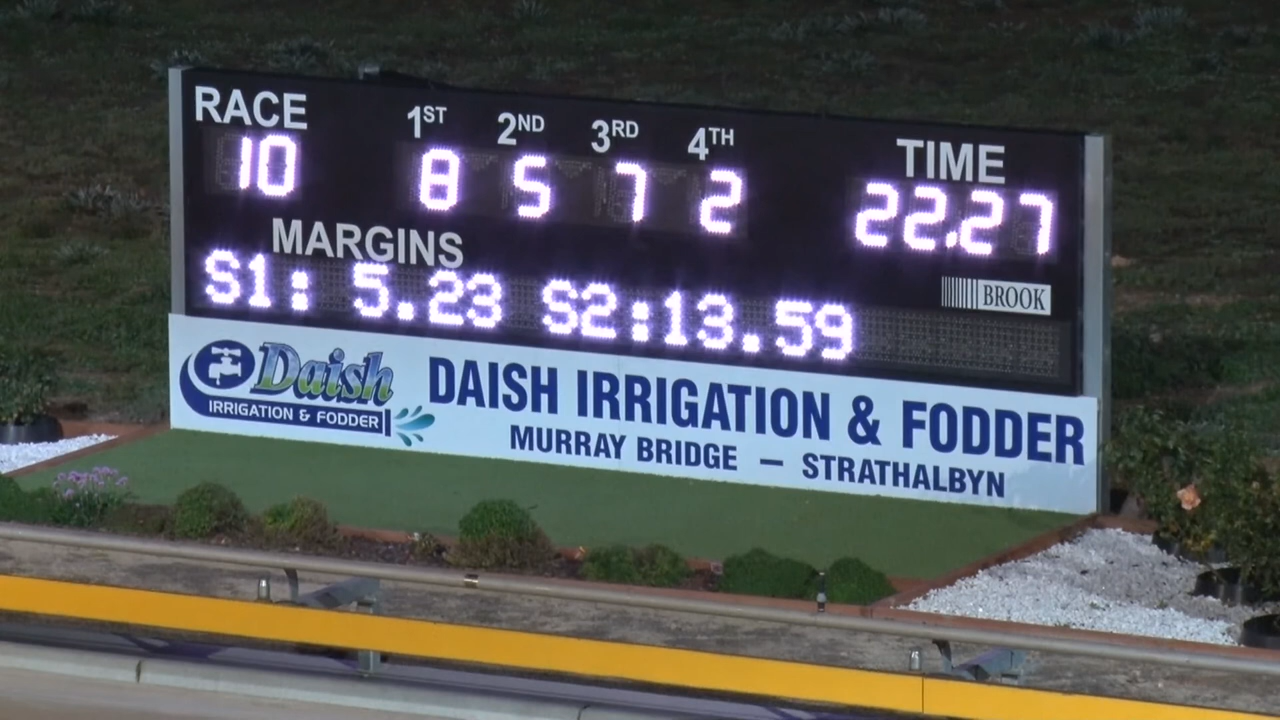 RACE 1ST 2ND 3RD 4TH TIME
10 8 5 7 2 22.27
MARGINS
S1: 5.23 S2:13.59
BROOK
Daish
IRRIGATION & FODDER
DAISH IRRIGATION & FODDER
MURRAY BRIDGE – STRATHALBYN